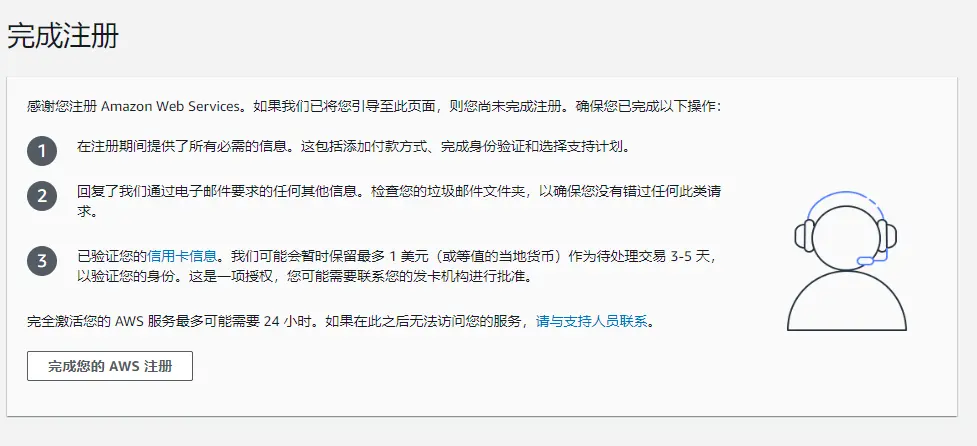 完成注册
感谢您注册 Amazon Web Services。如果我们已将您引导至此页面，则您尚未完成注册。确保您已完成以下操作：
1 在注册期间提供了所有必需的信息。这包括添加付款方式、完成身份验证和选择支持计划。
2 回复了我们通过电子邮件要求的任何其他信息。检查您的垃圾邮件文件夹，以确保您没有错过任何此类请
求。
3 已验证您的信用卡信息。我们可能会暂时保留最多 1 美元（或等值的当地货币）作为待处理交易 3-5 天，
以验证您的身份。这是一项授权，您可能需要联系您的发卡机构进行批准。
完全激活您的 AWS 服务最多可能需要 24 小时。如果在此之后无法访问您的服务，请与支持人员联系。
完成您的 AWS 注册